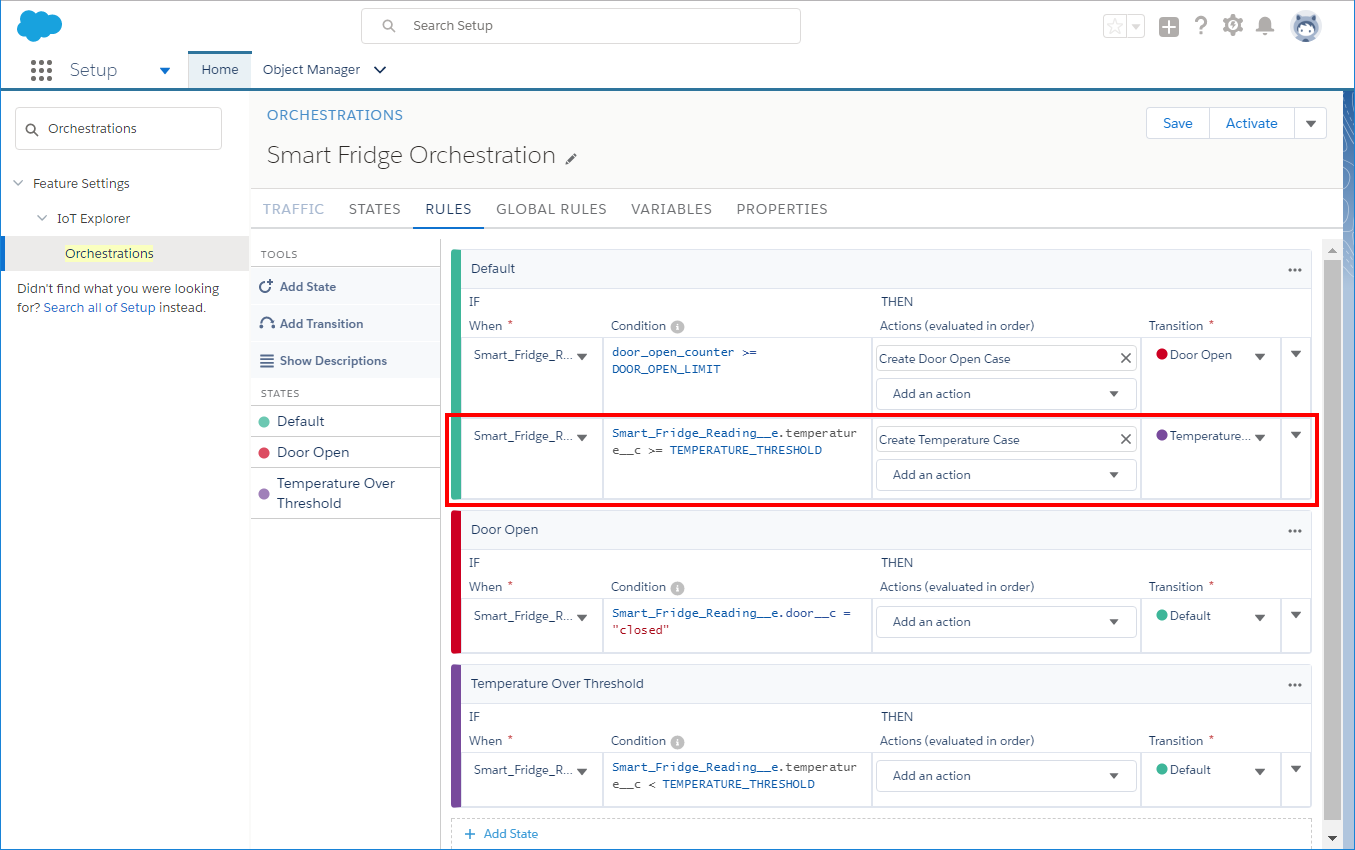 Search Setup
Setup
Home
Object Manager
Orchestrations
Feature Settings
IoT Explorer
Orchestrations
Didn't find what you were looking
for? Search all of Setup instead.
ORCHESTRATIONS
Smart Fridge Orchestration
Save
Activate
TRAFFIC
STATES
RULES
GLOBAL RULES
VARIABLES
PROPERTIES
TOOLS
Add State
Add Transition
Show Descriptions
STATES
Default
Door Open
Temperature Over
Threshold
Default
IF
THEN
When *
Condition
Actions (evaluated in order)
Transition *
Smart_Fridge_R...
door_open_counter >=
DOOR_OPEN_LIMIT
Create Door Open Case
Add an action
Door Open
Smart_Fridge_R...
Smart_Fridge_Reading__e.temperatur
e__c >= TEMPERATURE_THRESHOLD
Create Temperature Case
Add an action
Temperature...
Door Open
IF
THEN
When *
Condition
Actions (evaluated in order)
Transition *
Smart_Fridge_R...
Smart_Fridge_Reading__e.door__c =
"closed"
Add an action
Default
Temperature Over Threshold
IF
THEN
When *
Condition
Actions (evaluated in order)
Transition *
Smart_Fridge_R...
Smart_Fridge_Reading__e.temperatur
e__c < TEMPERATURE_THRESHOLD
Add an action
Default
+ Add State